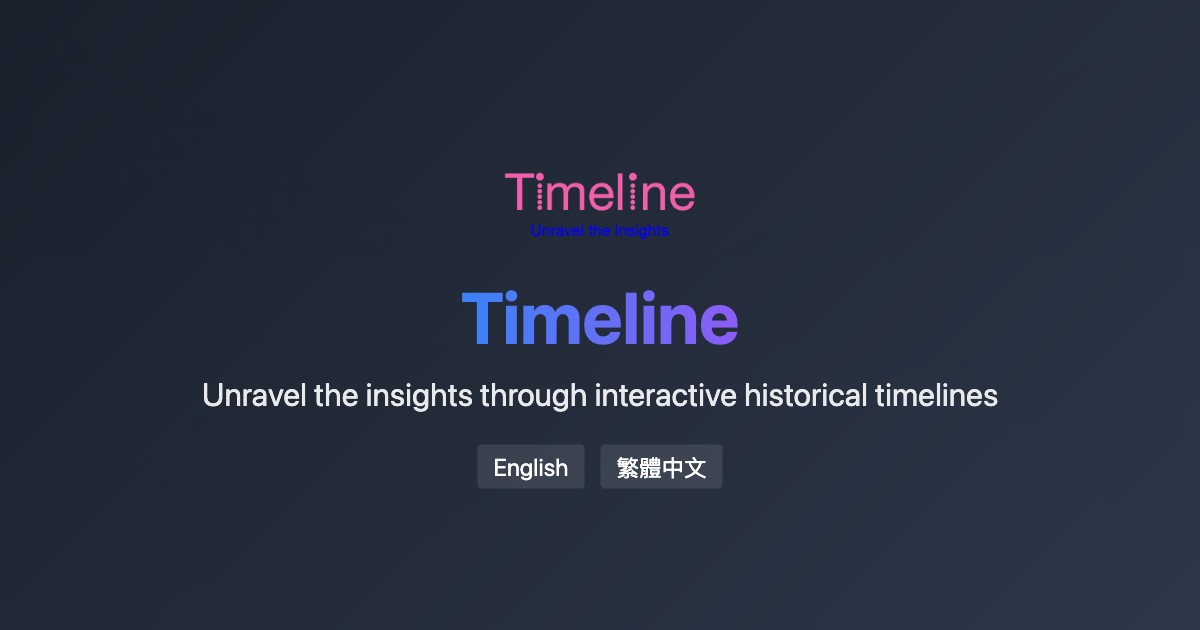 Timeline
Unravel the Insights
Timeline
Unravel the insights through interactive historical timelines
English
繁體中文